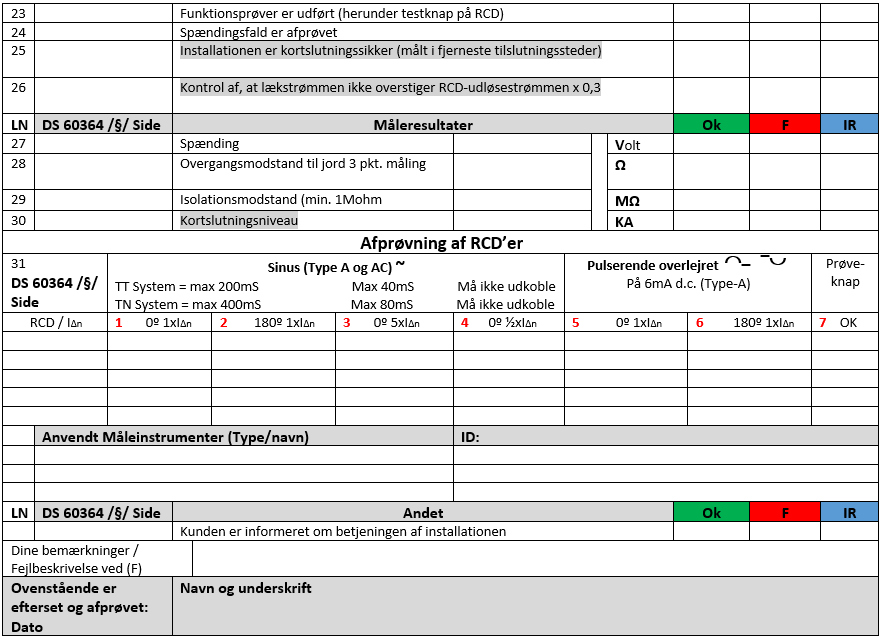 23 Funktionsprøver er udført (herunder testknap på RCD)
24 Spændingsfald er afprøvet
25 Installationen er kortslutningssikker (målt i fjerneste tilslutningssteder)
26 Kontrol af, at lækstrømmen ikke overstiger RCD-udløsestrømmen x 0,3
LN DS 60364 /§/ Side Måleresultater Ok F IR
27 Spænding Volt
28 Overgangsmodstand til jord 3 pkt. måling Ω
29 Isolationsmodstand (min. 1Mohm MΩ
30 Kortslutningsniveau KA
Afprøvning af RCD’er
31
DS 60364 /§/
Side
Sinus (Type A og AC) ~
TT System = max 200mS Max 40mS Må ikke udkoble
TN System = max 400mS Max 80mS Må ikke udkoble
Pulserende overlejret
På 6mA d.c. (Type-A)
Prøve-
knap
RCD / I∆n 1 0º 1xI∆n 2 180º 1xI∆n 3 0º 5xI∆n 4 0º ½xI∆n 5 0º 1xI∆n 6 180º 1xI∆n 7 OK
Anvendt Måleinstrumenter (Type/navn) ID:
LN DS 60364 /§/ Side Andet Ok F IR
Kunden er informeret om betjeningen af installationen
Dine bemærkninger /
Fejlbeskrivelse ved (F)
Ovenstående er
efterset og afprøvet:
Dato
Navn og underskrift